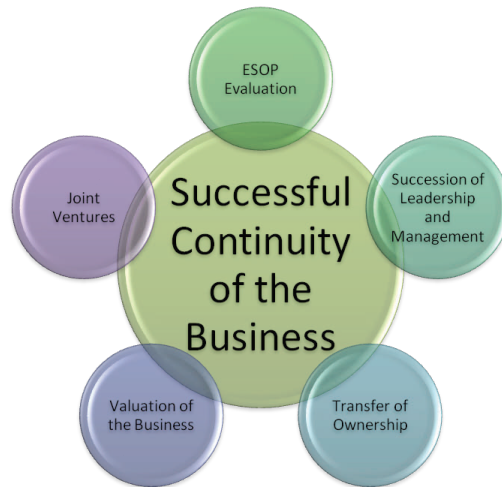 ESOP
Evaluation
Succession of
Leadership
and
Management
Transfer of
Ownership
Valuation of
the Business
Joint
Ventures
Successful
Continuity
of the
Business